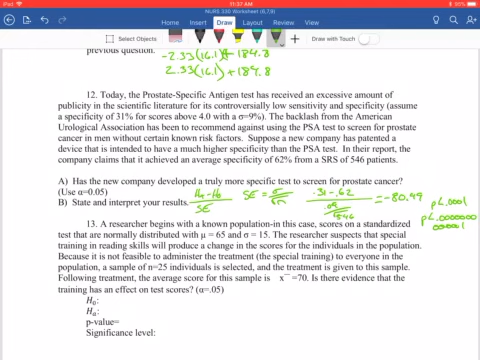 iPad
11:37 AM
85%
NURS 330 Worksheet (6,7,9)
Home Insert Draw Layout Review View
Select Objects
Draw with Touch
previous question.
-2.33(16.1)+184.8
2.33(16.1)+184.8
12. Today, the Prostate-Specific Antigen test has received an excessive amount of
publicity in the scientific literature for its controversially low sensitivity and specificity (assume
a specificity of 31% for scores above 4.0 with a σ=9%). The backlash from the American
Urological Association has been to recommend against using the PSA test to screen for prostate
cancer in men without certain known risk factors. Suppose a new company has patented a
device that is intended to have a much higher specificity than the PSA test. In their report, the
company claims that it achieved an average specificity of 62% from a SRS of 546 patients.
A) Has the new company developed a truly more specific test to screen for prostate cancer?
(Use α=0.05)
B) State and interpret your results.
SE = σ/√n
.31-.62
.09/√546
= -80.49
SE
p<.0001
13. A researcher begins with a known population-in this case, scores on a standardized
test that are normally distributed with μ = 65 and σ = 15. The researcher suspects that special
training in reading skills will produce a change in the scores for the individuals in the population.
Because it is not feasible to administer the treatment (the special training) to everyone in the
population, a sample of n=25 individuals is selected, and the treatment is given to this sample.
Following treatment, the average score for this sample is x¯ =70. Is there evidence that the
training has an effect on test scores? (α=.05)
H₀:
Hₐ:
p-value=
Significance level: